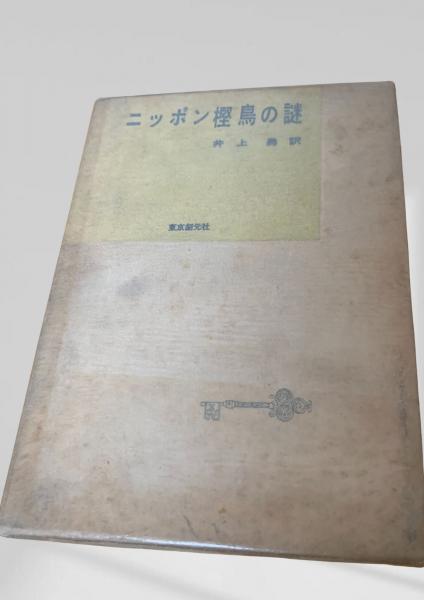 ニッポン樫鳥の謎
井上勇訳
東京創元社